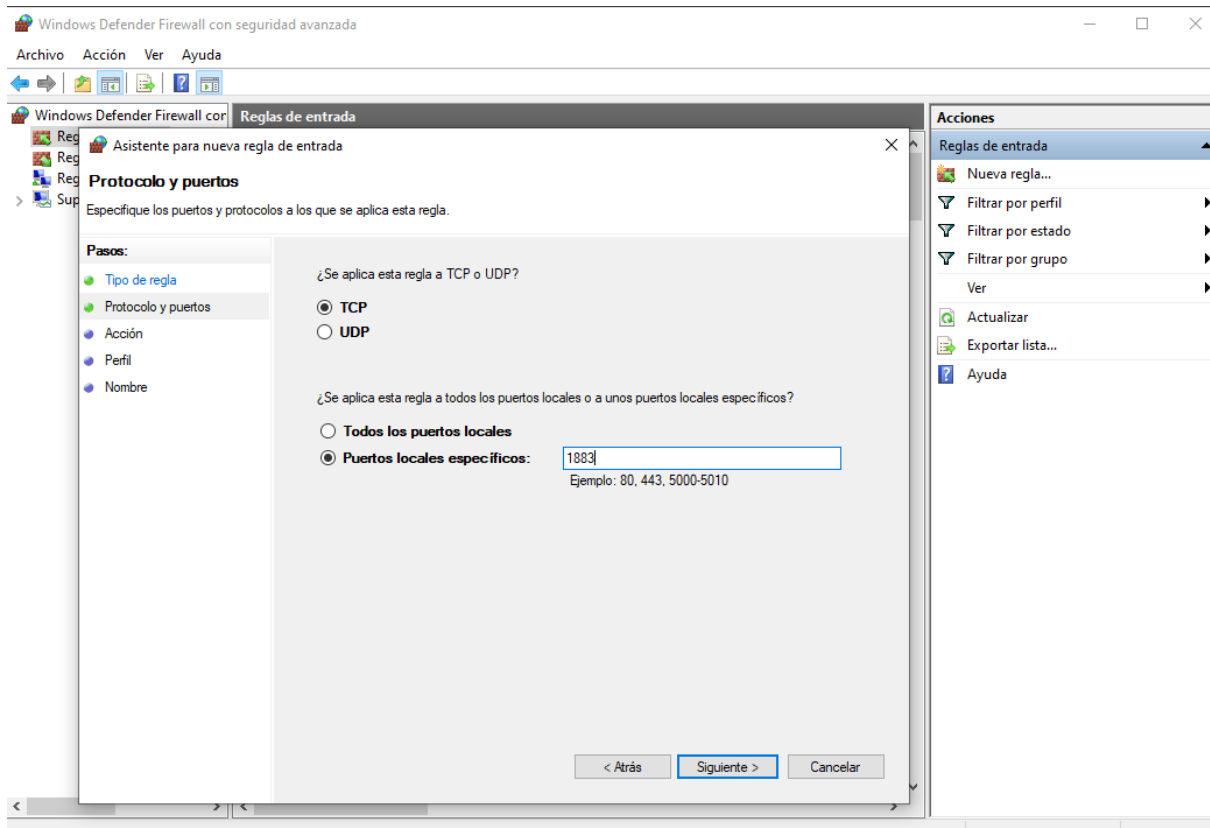 Windows Defender Firewall con seguridad avanzada
Archivo Acción Ver Ayuda
Windows Defender Firewall con
Reg
Reg
Reg
Sup
Reglas de entrada
Asistente para nueva regla de entrada
Protocolo y puertos
Especifique los puertos y protocolos a los que se aplica esta regla.
Pasos:
Tipo de regla
Protocolo y puertos
Acción
Perfil
Nombre
¿Se aplica esta regla a TCP o UDP?
TCP
UDP
¿Se aplica esta regla a todos los puertos locales o a unos puertos locales específicos?
Todos los puertos locales
Puertos locales específicos: 1883
Ejemplo: 80, 443, 5000-5010
< Atrás Siguiente > Cancelar
Acciones
Reglas de entrada
Nueva regla...
Filtrar por perfil
Filtrar por estado
Filtrar por grupo
Ver
Actualizar
Exportar lista...
Ayuda